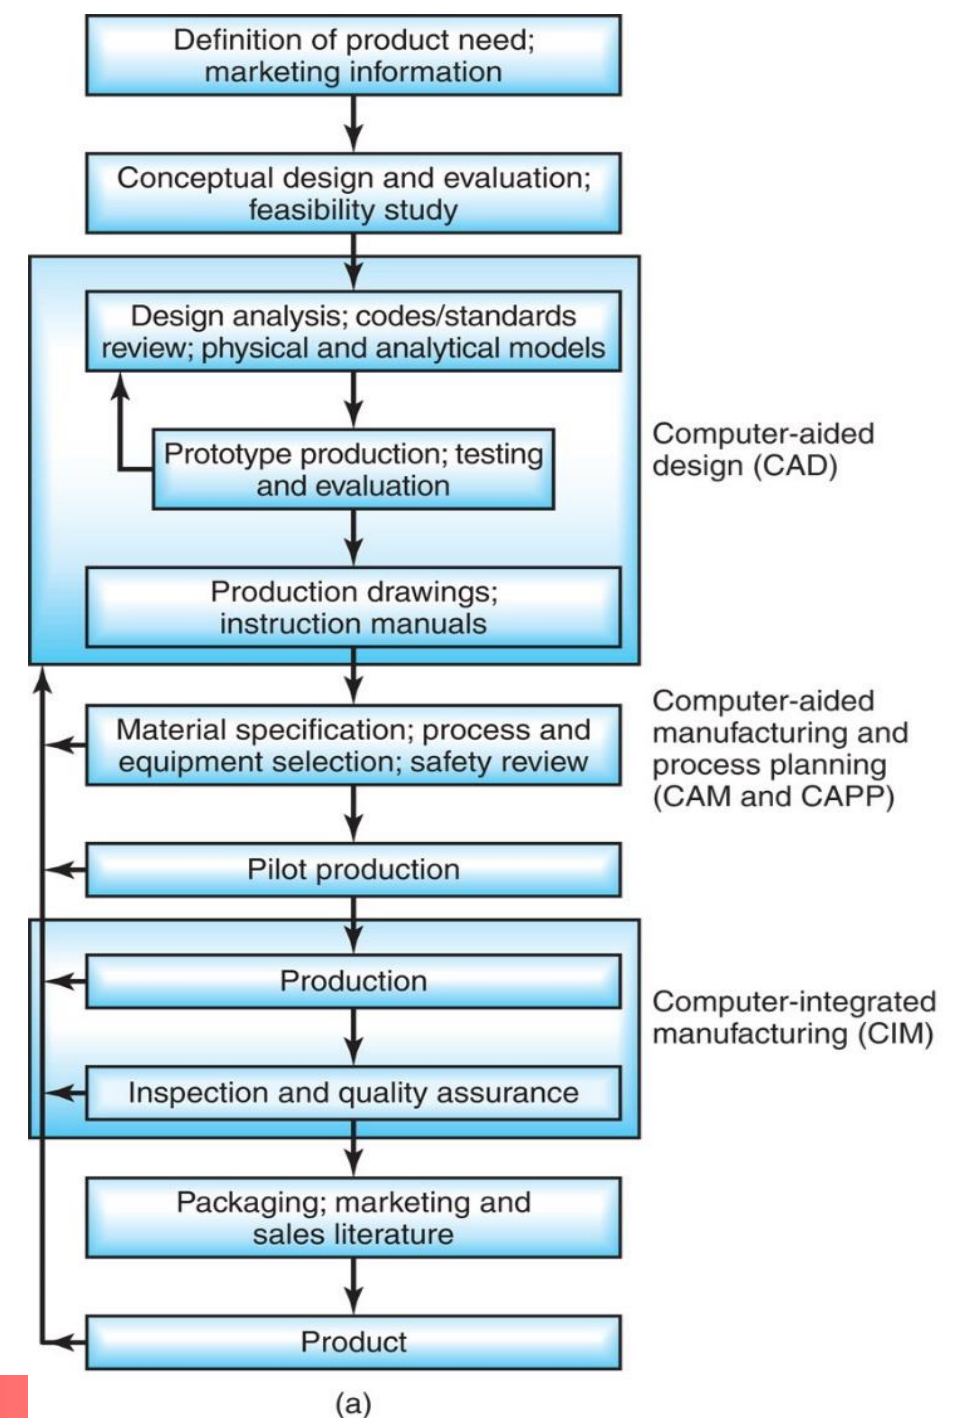 Definition of product need;
marketing information
Conceptual design and evaluation;
feasibility study
Design analysis; codes/standards
review; physical and analytical models
Computer-aided
design (CAD)
Prototype production; testing
and evaluation
Production drawings;
instruction manuals
Computer-aided
manufacturing and
process planning
(CAM and CAPP)
Material specification; process and
equipment selection; safety review
Pilot production
Production
Computer-integrated
manufacturing (CIM)
Inspection and quality assurance
Packaging; marketing and
sales literature
Product
(a)